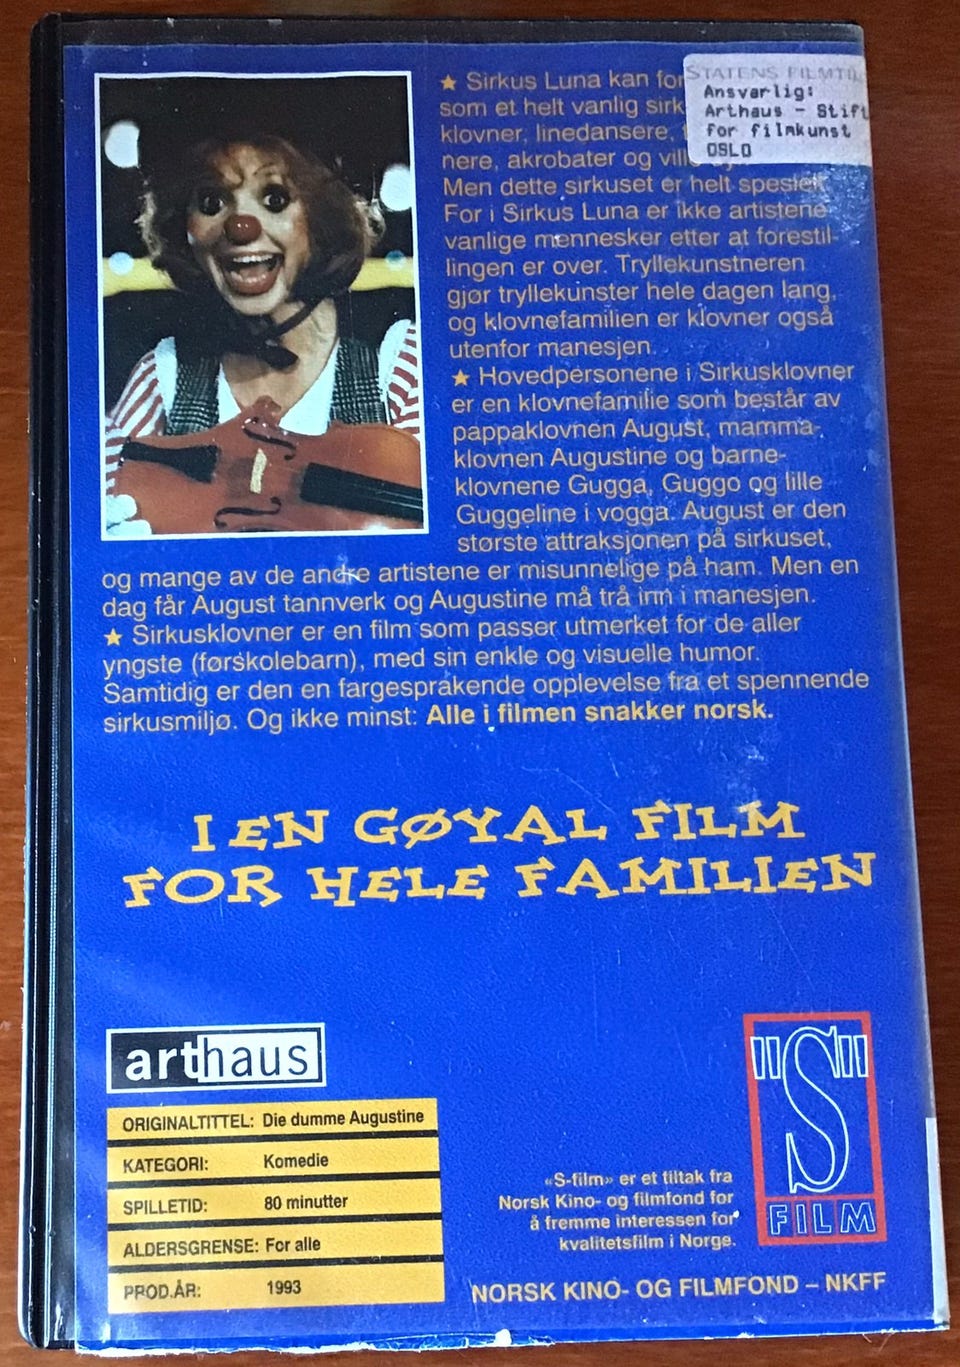 ★ Sirkus Luna kan for
som et helt vanlig sirk
klovner, linedansere,
nere, akrobater og
Men dette sirkuset er helt spesielt.
For i Sirkus Luna er ikke artistene
vanlige mennesker etter at forestil-
lingen er over. Tryllekunstneren
gjør tryllekunster hele dagen lang,
og klovnefamilien er klovner også
utenfor manesjen.
★ Hovedpersonene i Sirkusklovner
er en klovnefamilie som består av
pappaklovnen August, mamma-
klovnen Augustine og barne-
klovnene Gugga, Guggo og lille
Guggeline i vogga. August er den
største attraksjonen på sirkuset,
og mange av de andre artistene er misunnelige på ham. Men en
dag får August tannverk og Augustine må trå inn i manesjen.
★ Sirkusklovner er en film som passer utmerket for de aller
yngste (førskolebarn), med sin enkle og visuelle humor.
Samtidig er den en fargesprakende opplevelse fra et spennende
sirkusmiljø. Og ikke minst: Alle i filmen snakker norsk.
STATENS FILMTIL
Ansvarlig:
Arthaus - Stift
for filmkunst
OSLO
I EN GØYAL FILM
FOR HELE FAMILIEN
arthaus
ORIGINALTITTEL: Die dumme Augustine
KATEGORI: Komedie
SPILLETID: 80 minutter
ALDERSGRENSE: For alle
PROD.ÅR: 1993
"S"
FILM
«S-film» er et tiltak fra
Norsk Kino- og filmfond for
å fremme interessen for
kvalitetsfilm i Norge.
NORSK KINO- OG FILMFOND – NKFF